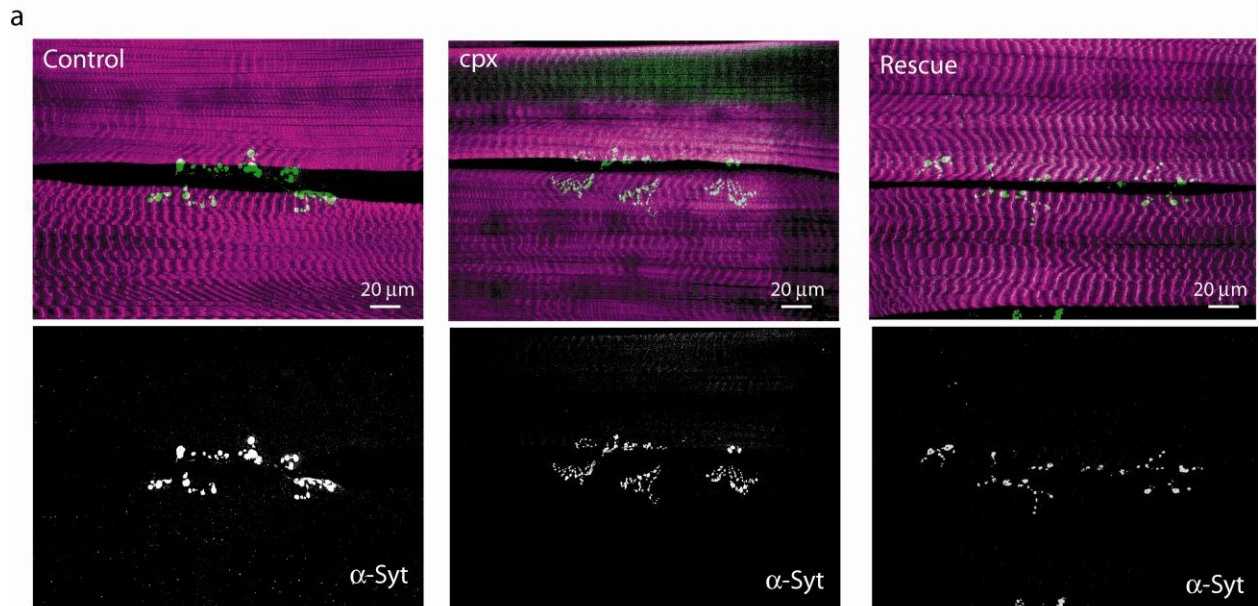 a
Control
cpx
Rescue
20 μm
20 μm
20 μm
α-Syt
α-Syt
α-Syt